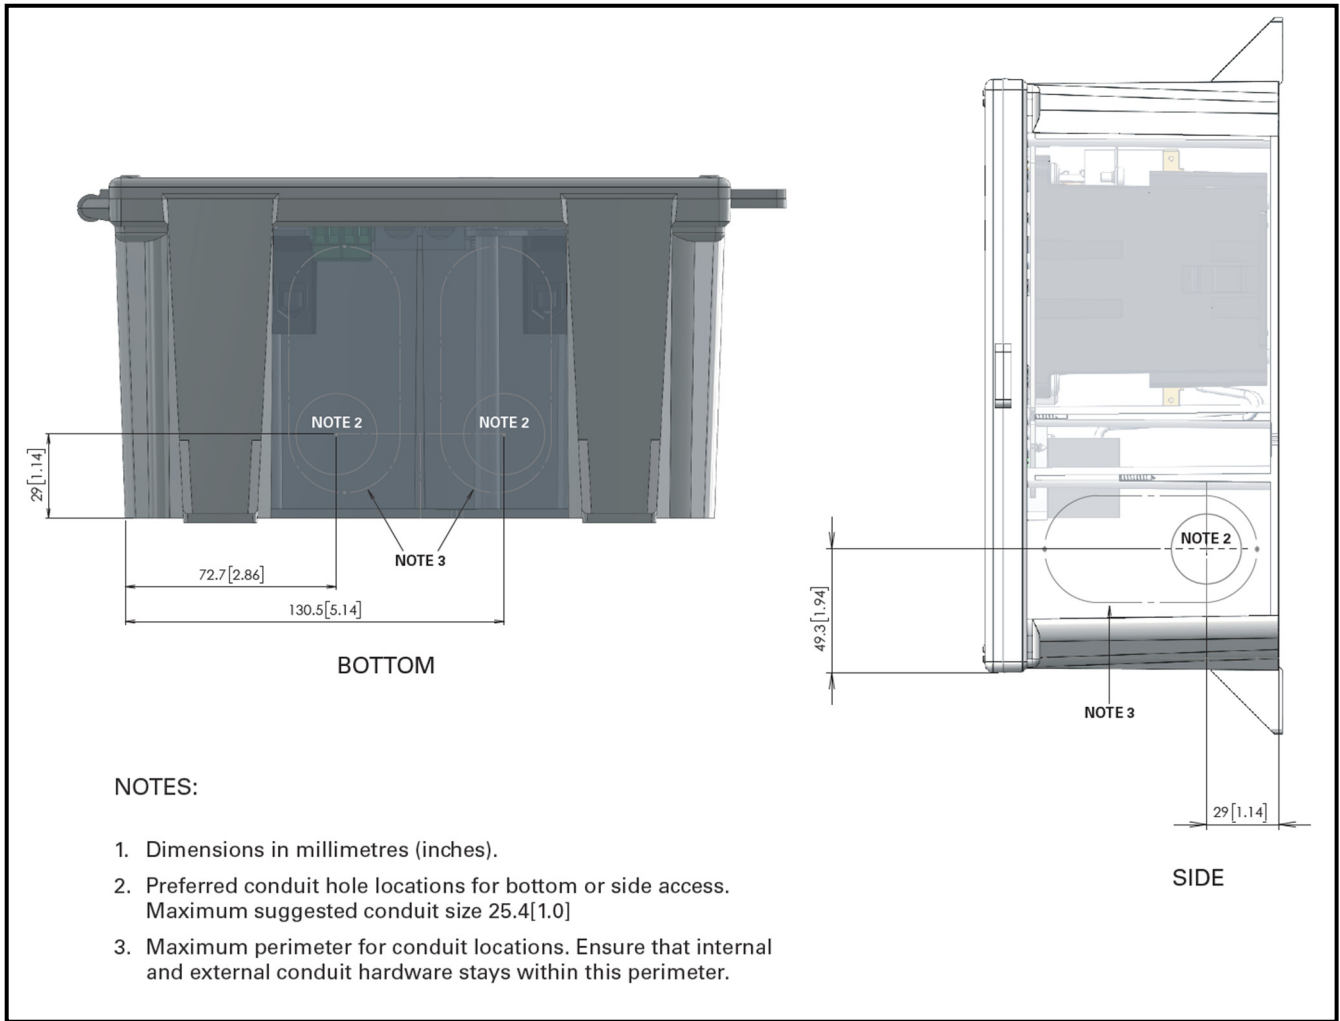 NOTE 2
NOTE 2
29[1.14]
NOTE 3
72.7[2.86]
130.5[5.14]
BOTTOM
NOTE 2
49.3[1.94]
NOTE 3
29[1.14]
SIDE
NOTES:
1. Dimensions in millimetres (inches).
2. Preferred conduit hole locations for bottom or side access.
Maximum suggested conduit size 25.4[1.0]
3. Maximum perimeter for conduit locations. Ensure that internal
and external conduit hardware stays within this perimeter.